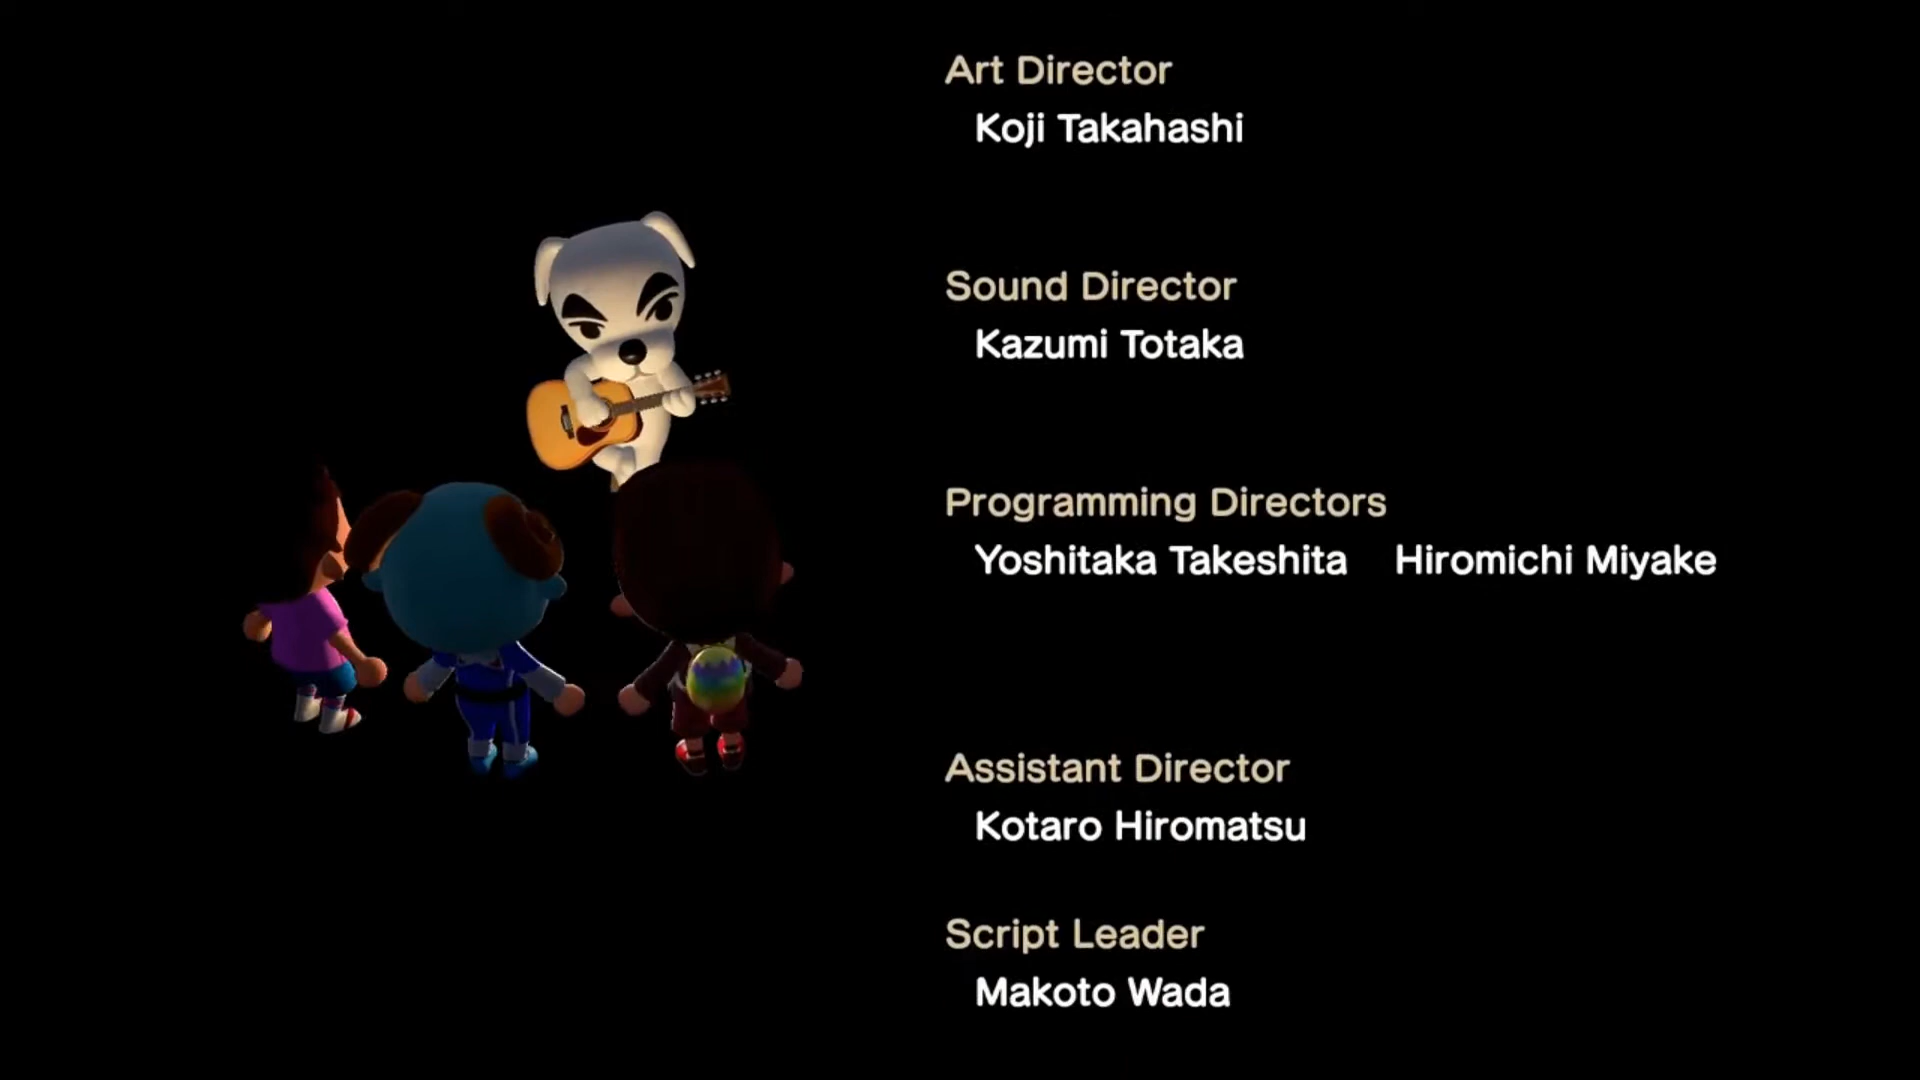 Art Director
Koji Takahashi
Sound Director
Kazumi Totaka
Programming Directors
Yoshitaka Takeshita Hiromichi Miyake
Assistant Director
Kotaro Hiromatsu
Script Leader
Makoto Wada